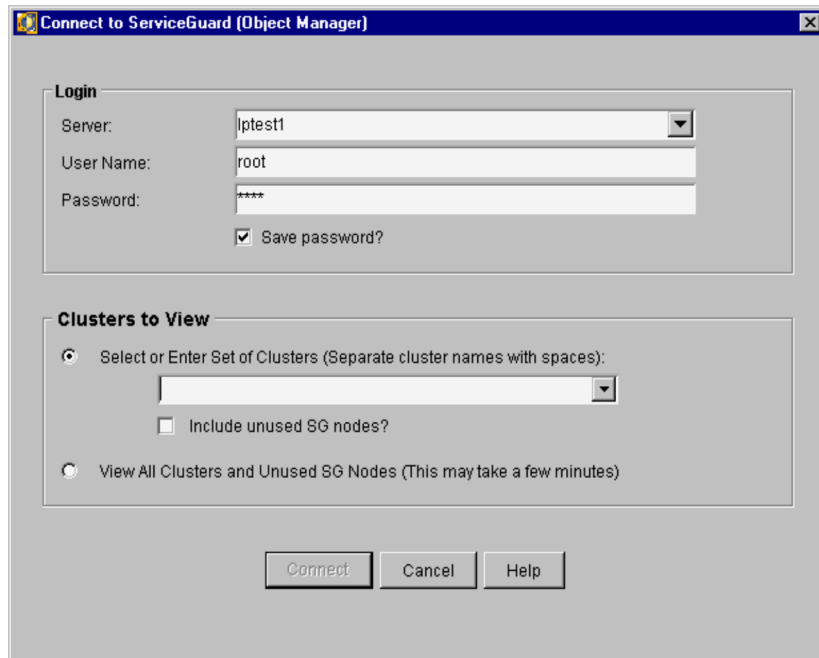 Connect to ServiceGuard (Object Manager)
Login
Server: lptest1
User Name: root
Password: ****
Save password?
Clusters to View
Select or Enter Set of Clusters (Separate cluster names with spaces):
Include unused SG nodes?
View All Clusters and Unused SG Nodes (This may take a few minutes)
Connect Cancel Help